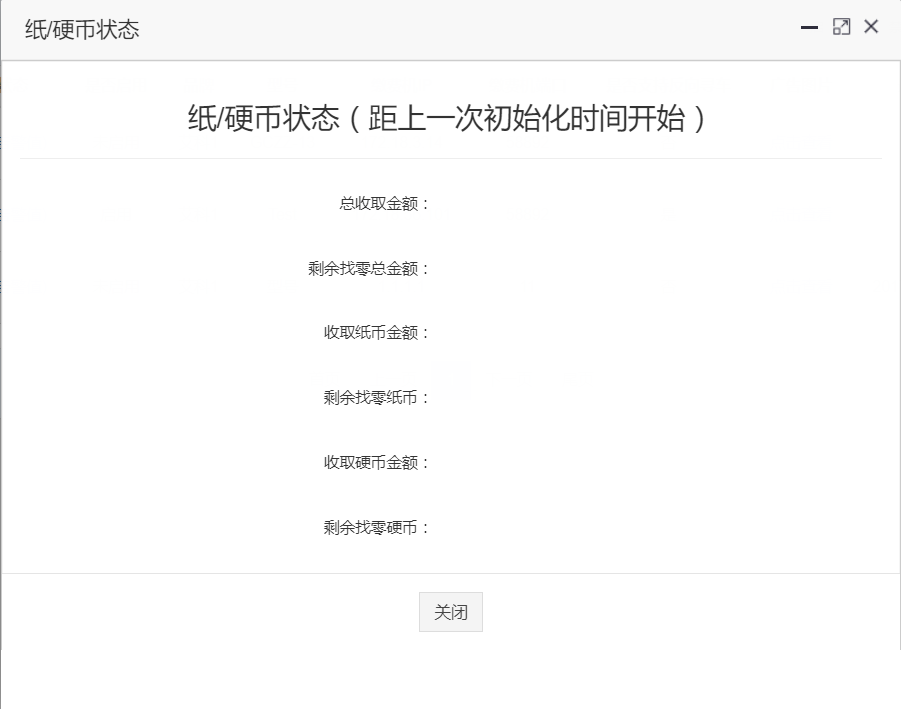 纸/硬币状态
纸/硬币状态（距上一次初始化时间开始）
总收取金额：
剩余找零总金额：
收取纸币金额：
剩余找零纸币：
收取硬币金额：
剩余找零硬币：
关闭